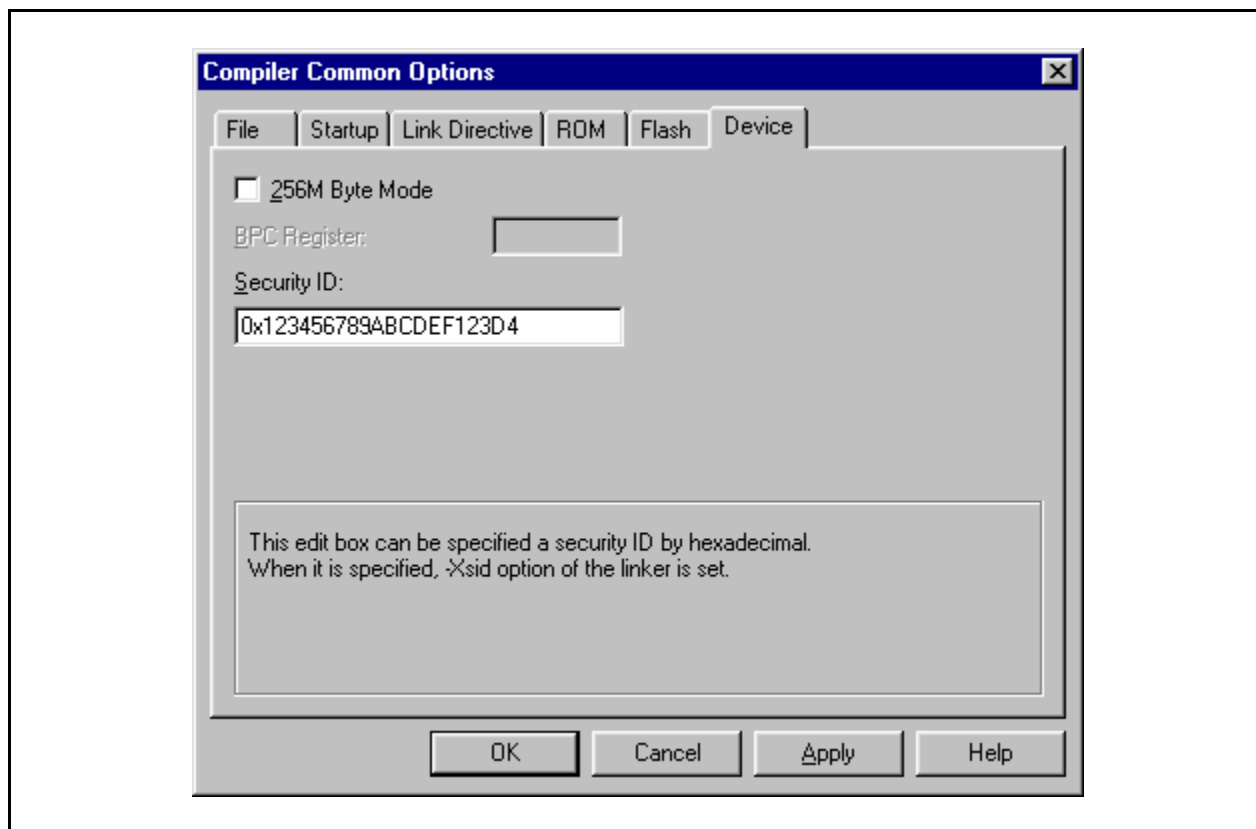 Compiler Common Options
File Startup Link Directive ROM Flash Device
256M Byte Mode
BPC Register:
Security ID:
0x123456789ABCDEF123D4
This edit box can be specified a security ID by hexadecimal.
When it is specified, -Xsid option of the linker is set.
OK Cancel Apply Help